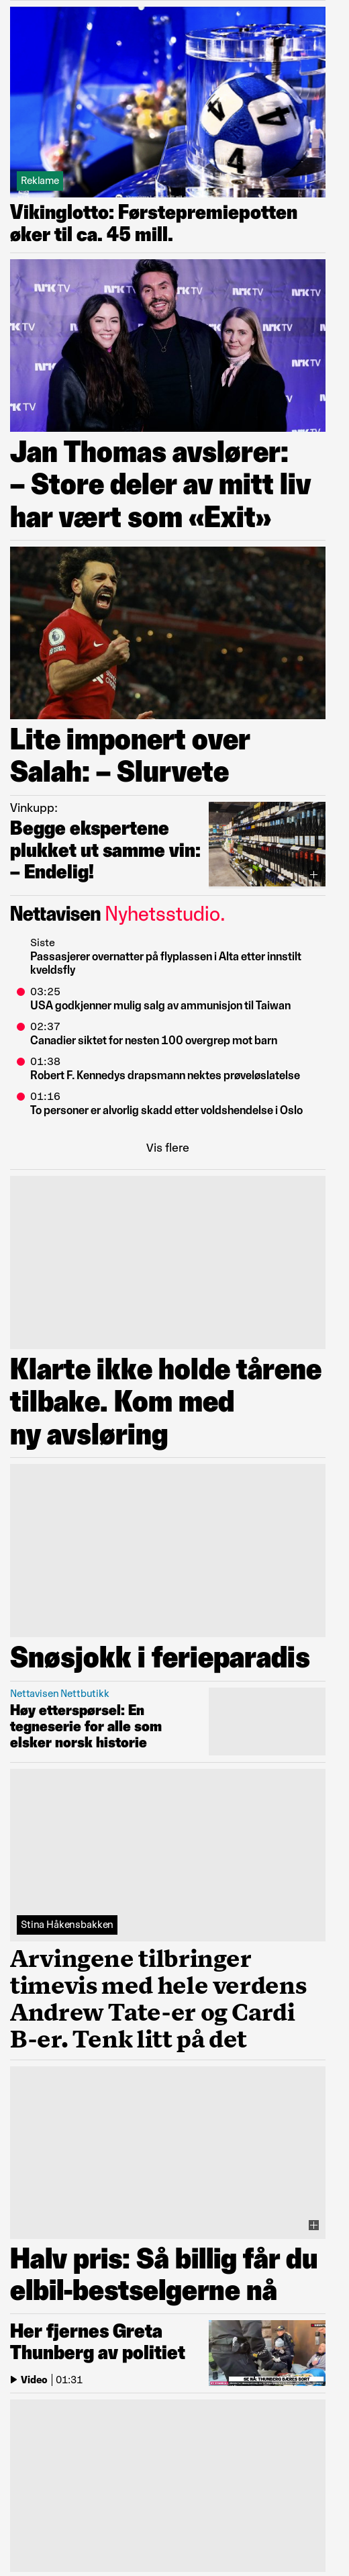 Reklame
Vikinglotto: Førstepremiepotten
øker til ca. 45 mill.
Jan Thomas avslører:
– Store deler av mitt liv
har vært som «Exit»
Lite imponert over
Salah: – Slurvete
Vinkupp:
Begge ekspertene
plukket ut samme vin:
– Endelig!
Nettavisen Nyhetsstudio.
Siste
Passasjerer overnatter på flyplassen i Alta etter innstilt
kveldsfly
03:25
USA godkjenner mulig salg av ammunisjon til Taiwan
02:37
Canadier siktet for nesten 100 overgrep mot barn
01:38
Robert F. Kennedys drapsmann nektes prøveløslatelse
01:16
To personer er alvorlig skadd etter voldshendelse i Oslo
Vis flere
Klarte ikke holde tårene
tilbake. Kom med
ny avsløring
Snøsjokk i ferieparadis
Nettavisen Nettbutikk
Høy etterspørsel: En
tegneserie for alle som
elsker norsk historie
Stina Håkensbakken
Arvingene tilbringer
timevis med hele verdens
Andrew Tate-er og Cardi
B-er. Tenk litt på det
Halv pris: Så billig får du
elbil-bestselgerne nå
Her fjernes Greta
Thunberg av politiet
Video | 01:31
SE NÅ: THUNBERG BÆRES BORT